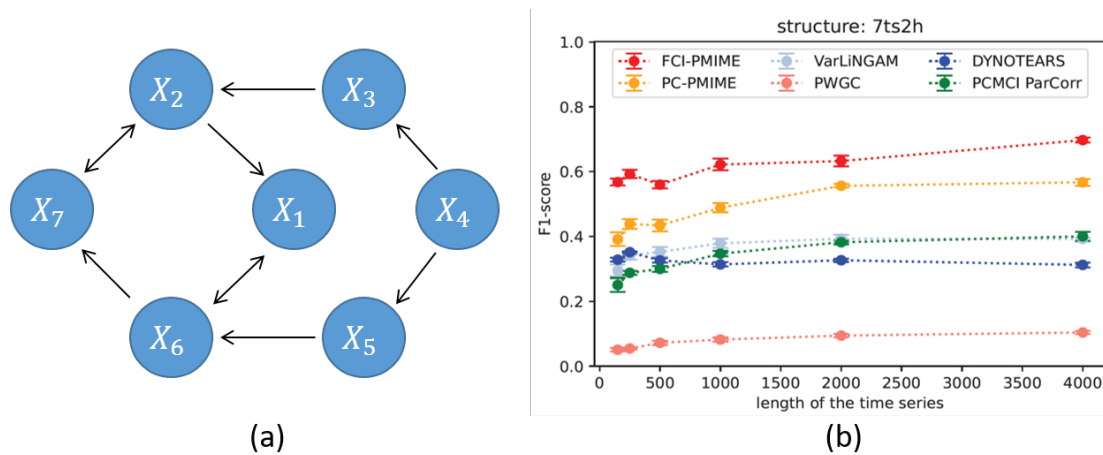 X₂
X₃
X₇
X₁
X₄
X₆
X₅
(a)
structure: 7ts2h
FCI-PMIME
VarLiNGAM
DYNOTEARS
PC-PMIME
PWGC
PCMCI ParCorr
F1-score
1.0
0.8
0.6
0.4
0.2
0.0
0 500 1000 1500 2000 2500 3000 3500 4000
length of the time series
(b)